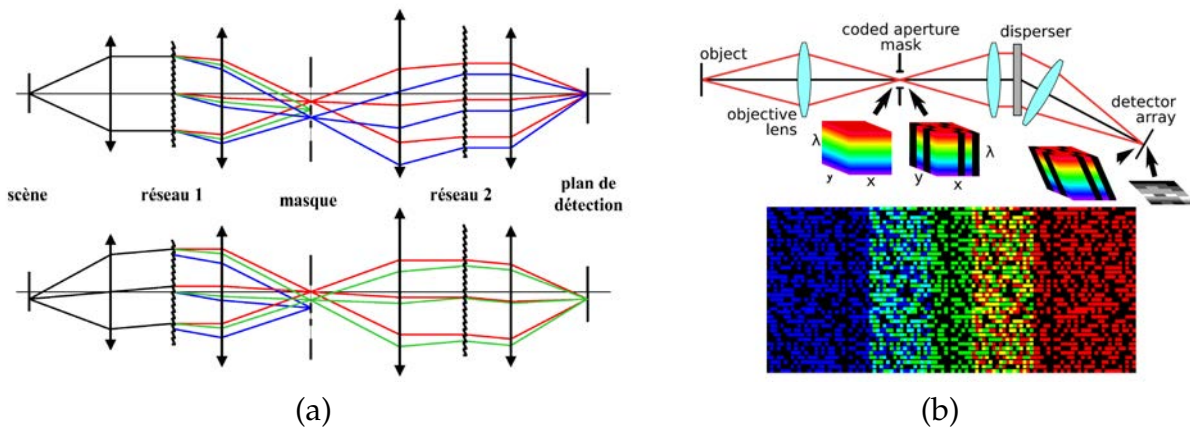 scène
réseau 1
masque
réseau 2
plan de
détection
(a)
coded aperture
mask
disperser
object
objective
lens
detector
array
λ
y
x
y
x
λ
(b)